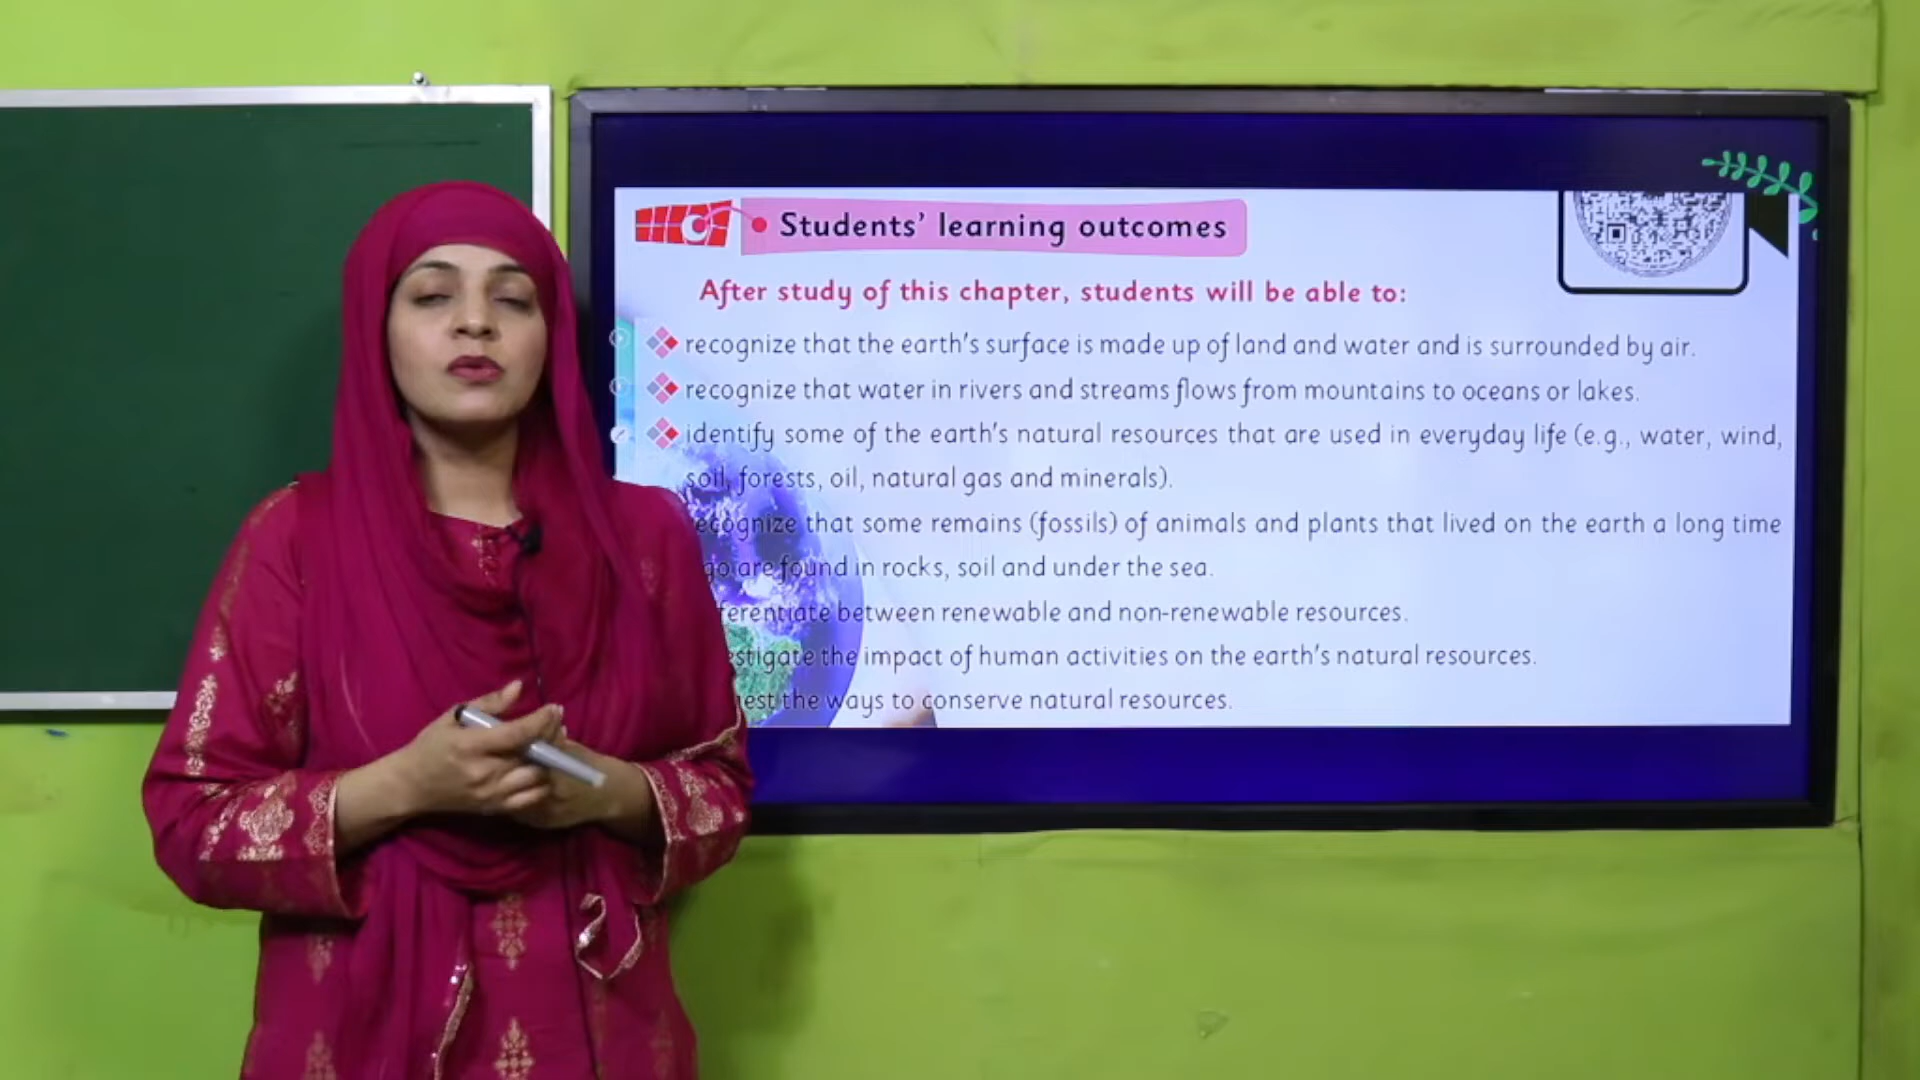 Students' learning outcomes
After study of this chapter, students will be able to:
recognize that the earth's surface is made up of land and water and is surrounded by air.
recognize that water in rivers and streams flows from mountains to oceans or lakes.
identify some of the earth's natural resources that are used in everyday life (e.g., water, wind,
soil, forests, oil, natural gas and minerals).
ecognize that some remains (fossils) of animals and plants that lived on the earth a long time
go are found in rocks, soil and under the sea.
ferentiate between renewable and non-renewable resources.
stigate the impact of human activities on the earth's natural resources.
est the ways to conserve natural resources.